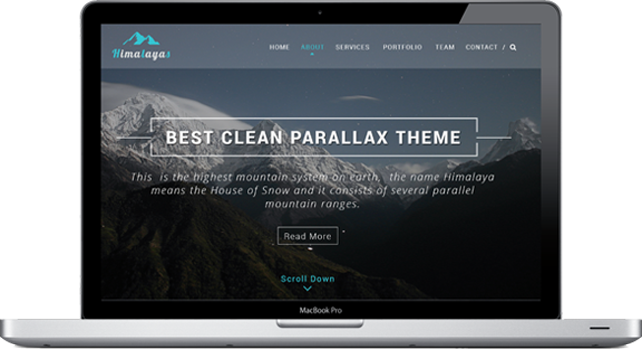 Himalayas
HOME ABOUT SERVICES PORTFOLIO TEAM CONTACT /
BEST CLEAN PARALLAX THEME
This is the highest mountain system on earth, the name Himalaya
means the House of Snow and it consists of several parallel
mountain ranges.
Read More
Scroll Down
MacBook Pro